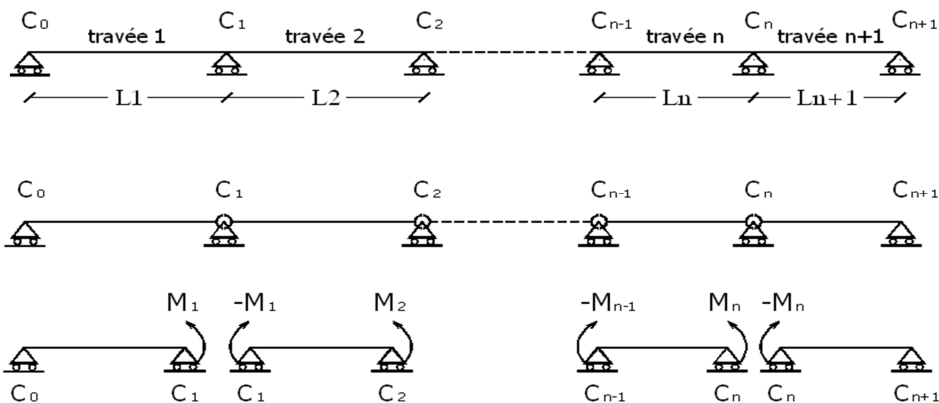 C0 C1 C2 Cn-1 Cn Cn+1
travée 1 travée 2 travée n travée n+1
L1 L2 Ln Ln+1
C0 C1 C2 Cn-1 Cn Cn+1
M1 -M1 M2 -Mn-1 Mn -Mn
C0 C1 C1 C2 Cn-1 Cn Cn Cn+1